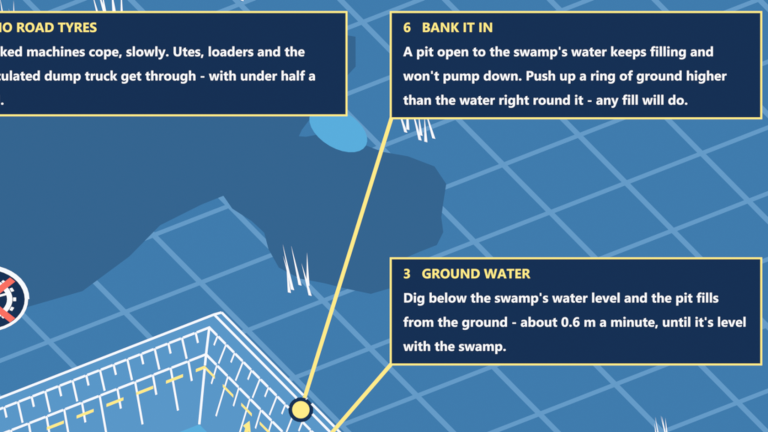 NO ROAD TYRES
ked machines cope, slowly. Utes, loaders and the
culated dump truck get through - with under half a
.
6 BANK IT IN
A pit open to the swamp's water keeps filling and
won't pump down. Push up a ring of ground higher
than the water right round it - any fill will do.
3 GROUND WATER
Dig below the swamp's water level and the pit fills
from the ground - about 0.6 m a minute, until it's level
with the swamp.